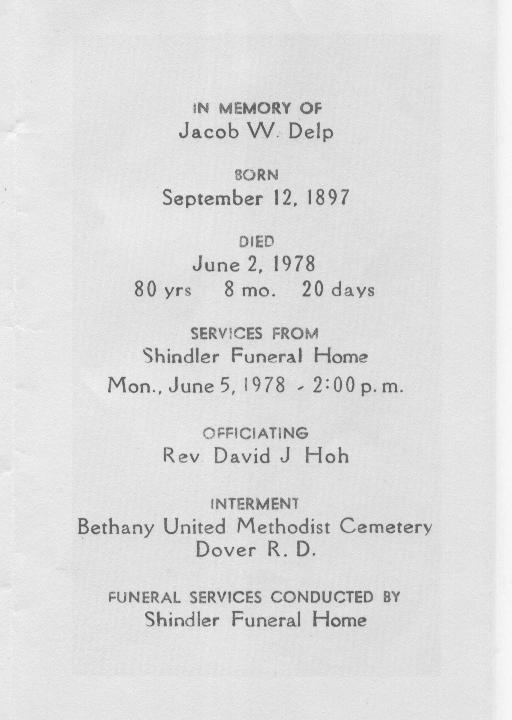 IN MEMORY OF
Jacob W. Delp
BORN
September 12, 1897
DIED
June 2, 1978
80 yrs 8 mo. 20 days
SERVICES FROM
Shindler Funeral Home
Mon., June 5, 1978 - 2:00 p. m.
OFFICIATING
Rev. David J Hoh
INTERMENT
Bethany United Methodist Cemetery
Dover R. D.
FUNERAL SERVICES CONDUCTED BY
Shindler Funeral Home